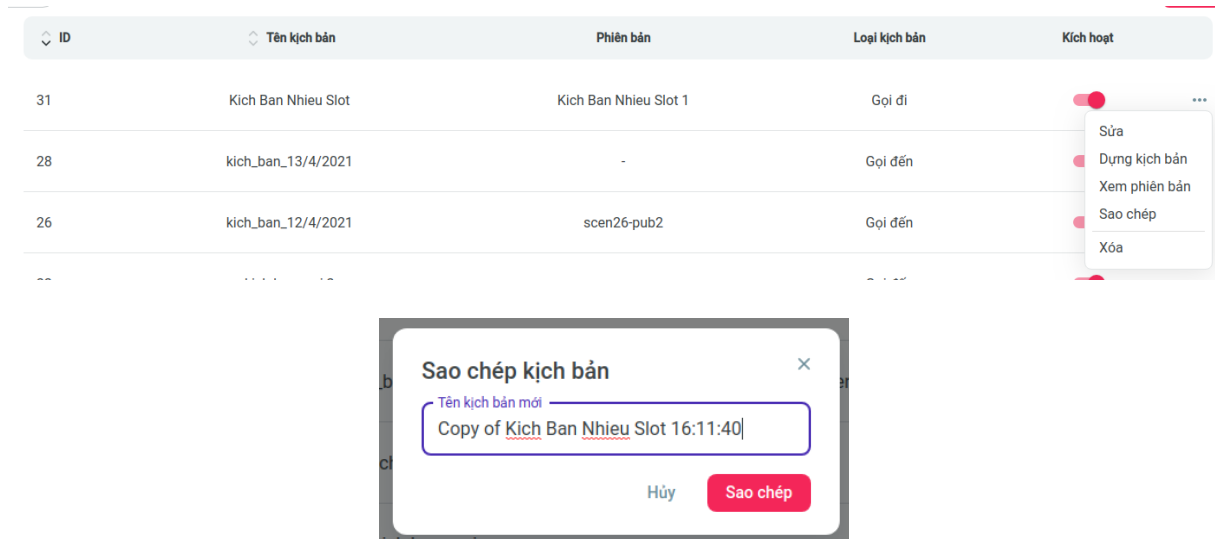 ID Tên kịch bản Phiên bản Loại kịch bản Kích hoạt
31 Kich Ban Nhieu Slot Kich Ban Nhieu Slot 1 Gọi đi
Sửa
28 kich_ban_13/4/2021 - Gọi đến
Dựng kịch bản
Xem phiên bản
26 kich_ban_12/4/2021 scen26-pub2 Gọi đến
Sao chép
Xóa
Sao chép kịch bản
Tên kịch bản mới
Copy of Kich Ban Nhieu Slot 16:11:40
Hủy Sao chép